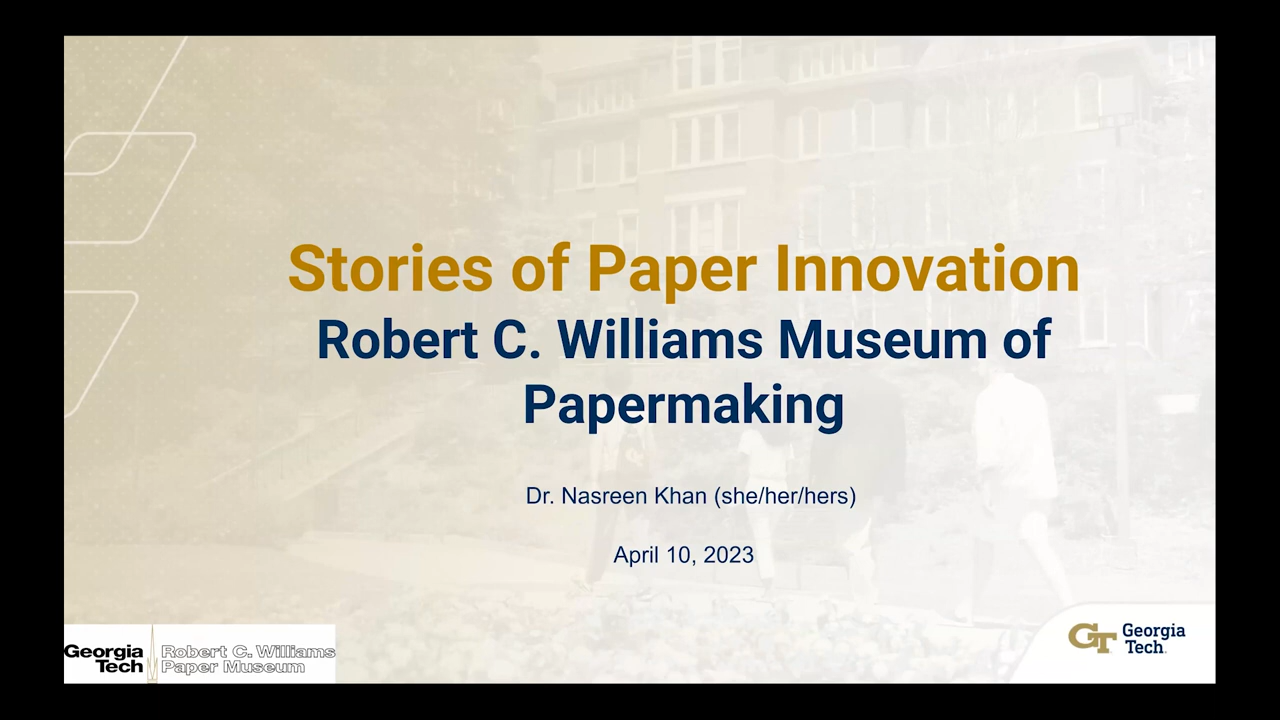 Stories of Paper Innovation
Robert C. Williams Museum of
Papermaking
Dr. Nasreen Khan (she/her/hers)
April 10, 2023
Georgia
Tech
Robert C. Williams
Paper Museum
GT
Georgia
Tech